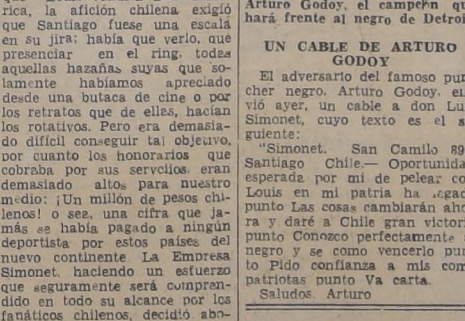 rica, la afición chilena exigió
que Santiago fuese una escala
en su jira: había que verlo, que
presenciar en el ring, todas
aquellas hazañas suyas que so-
lamente habíamos apreciado
desde una butaca de cine o por
los retratos que de elles, hacían
los rotativos. Pero era demasia-
do difícil conseguir tal objetivo,
por cuanto los honorarios que
cobraba por sus servcios, eran
demasiado altos para nuestro
medio: ¡Un millón de pesos chi-
lenos! o sea, una cifra que ja-
más se había pagado a ningún
deportista por estos países del
nuevo continente. La Empresa
Simonet, haciendo un esfuerzo
que seguramente será compren-
dido en todo su alcance por los
fanáticos chilenos, decidió abo-
Arturo Godoy, el campeón qu
hará frente al negro de Detroi
UN CABLE DE ARTURO
GODOY
El adversario del famoso pun
cher negro, Arturo Godoy, en
vió ayer, un cable a don Lu
Simonet, cuyo texto es el si
guiente:
"Simonet. San Camilo 89
Santiago Chile.— Oportunida
esperada por mí de pelear co
Louis en mi patria ha
punto Las cosas cambiarán aho
ra y daré a Chile gran victor
punto Conozco perfectamente
negro y se como vencerlo pun
to Pido confianza a mis com
patriotas punto Va carta.
Saludos. Arturo